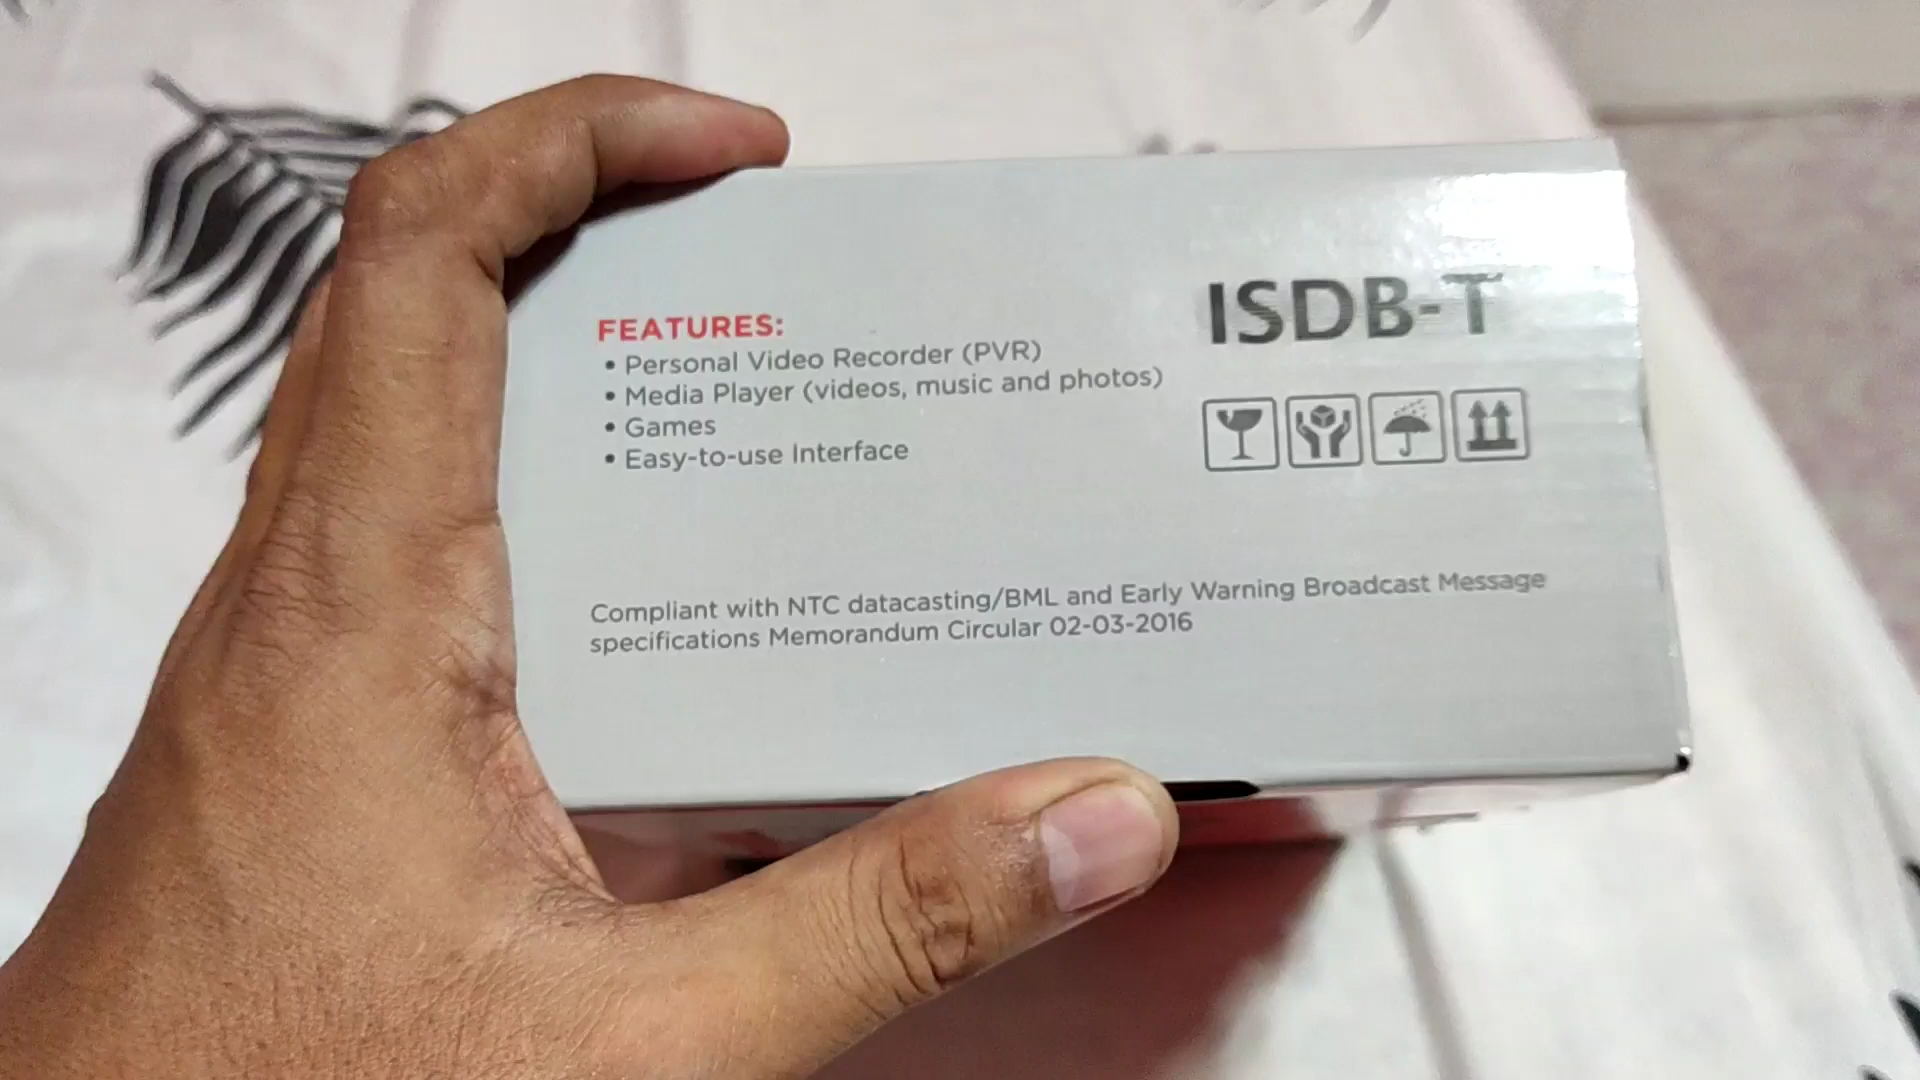 FEATURES:
• Personal Video Recorder (PVR)
• Media Player (videos, music and photos)
• Games
• Easy-to-use Interface
ISDB-T
Compliant with NTC datacasting/BML and Early Warning Broadcast Message
specifications Memorandum Circular 02-03-2016